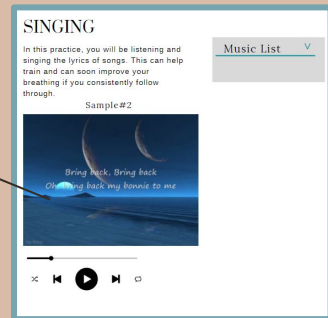 SINGING
In this practice, you will be listening and
singing the lyrics of songs. This can help
train and can soon improve your
breathing if you consistently follow
through.
Sample#2
Bring back, Bring back
Oh, bring back my bonnie to me
Music List